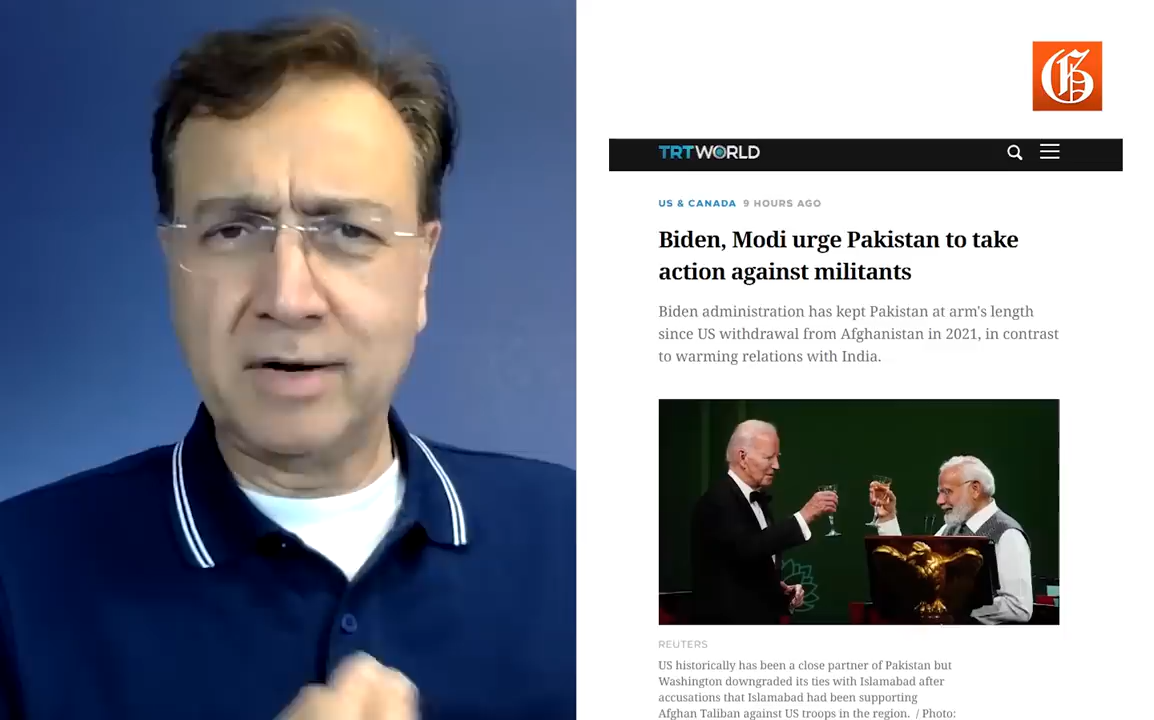 G
TRTWORLD
US & CANADA 9 HOURS AGO
Biden, Modi urge Pakistan to take
action against militants
Biden administration has kept Pakistan at arm's length
since US withdrawal from Afghanistan in 2021, in contrast
to warming relations with India.
REUTERS
US historically has been a close partner of Pakistan but
Washington downgraded its ties with Islamabad after
accusations that Islamabad had been supporting
Afghan Taliban against US troops in the region. / Photo: